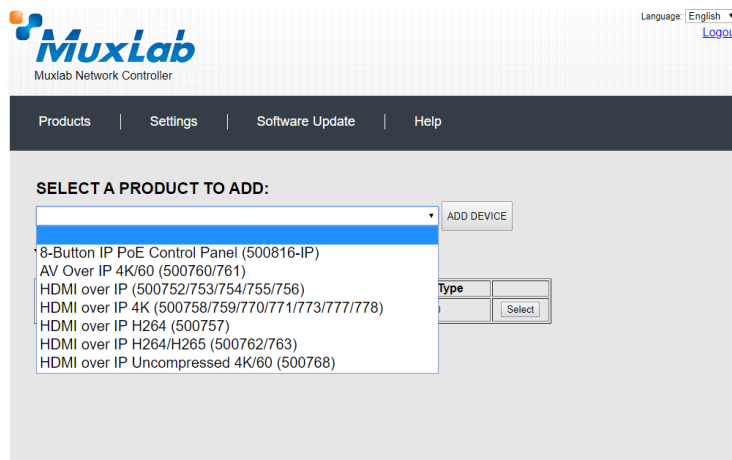 Language: English
Logou
MuxLab
Muxlab Network Controller
Products | Settings | Software Update | Help
SELECT A PRODUCT TO ADD:
ADD DEVICE
8-Button IP PoE Control Panel (500816-IP)
AV Over IP 4K/60 (500760/761)
HDMI over IP (500752/753/754/755/756) Type
HDMI over IP 4K (500758/759/770/771/773/777/778) Select
HDMI over IP H264 (500757)
HDMI over IP H264/H265 (500762/763)
HDMI over IP Uncompressed 4K/60 (500768)